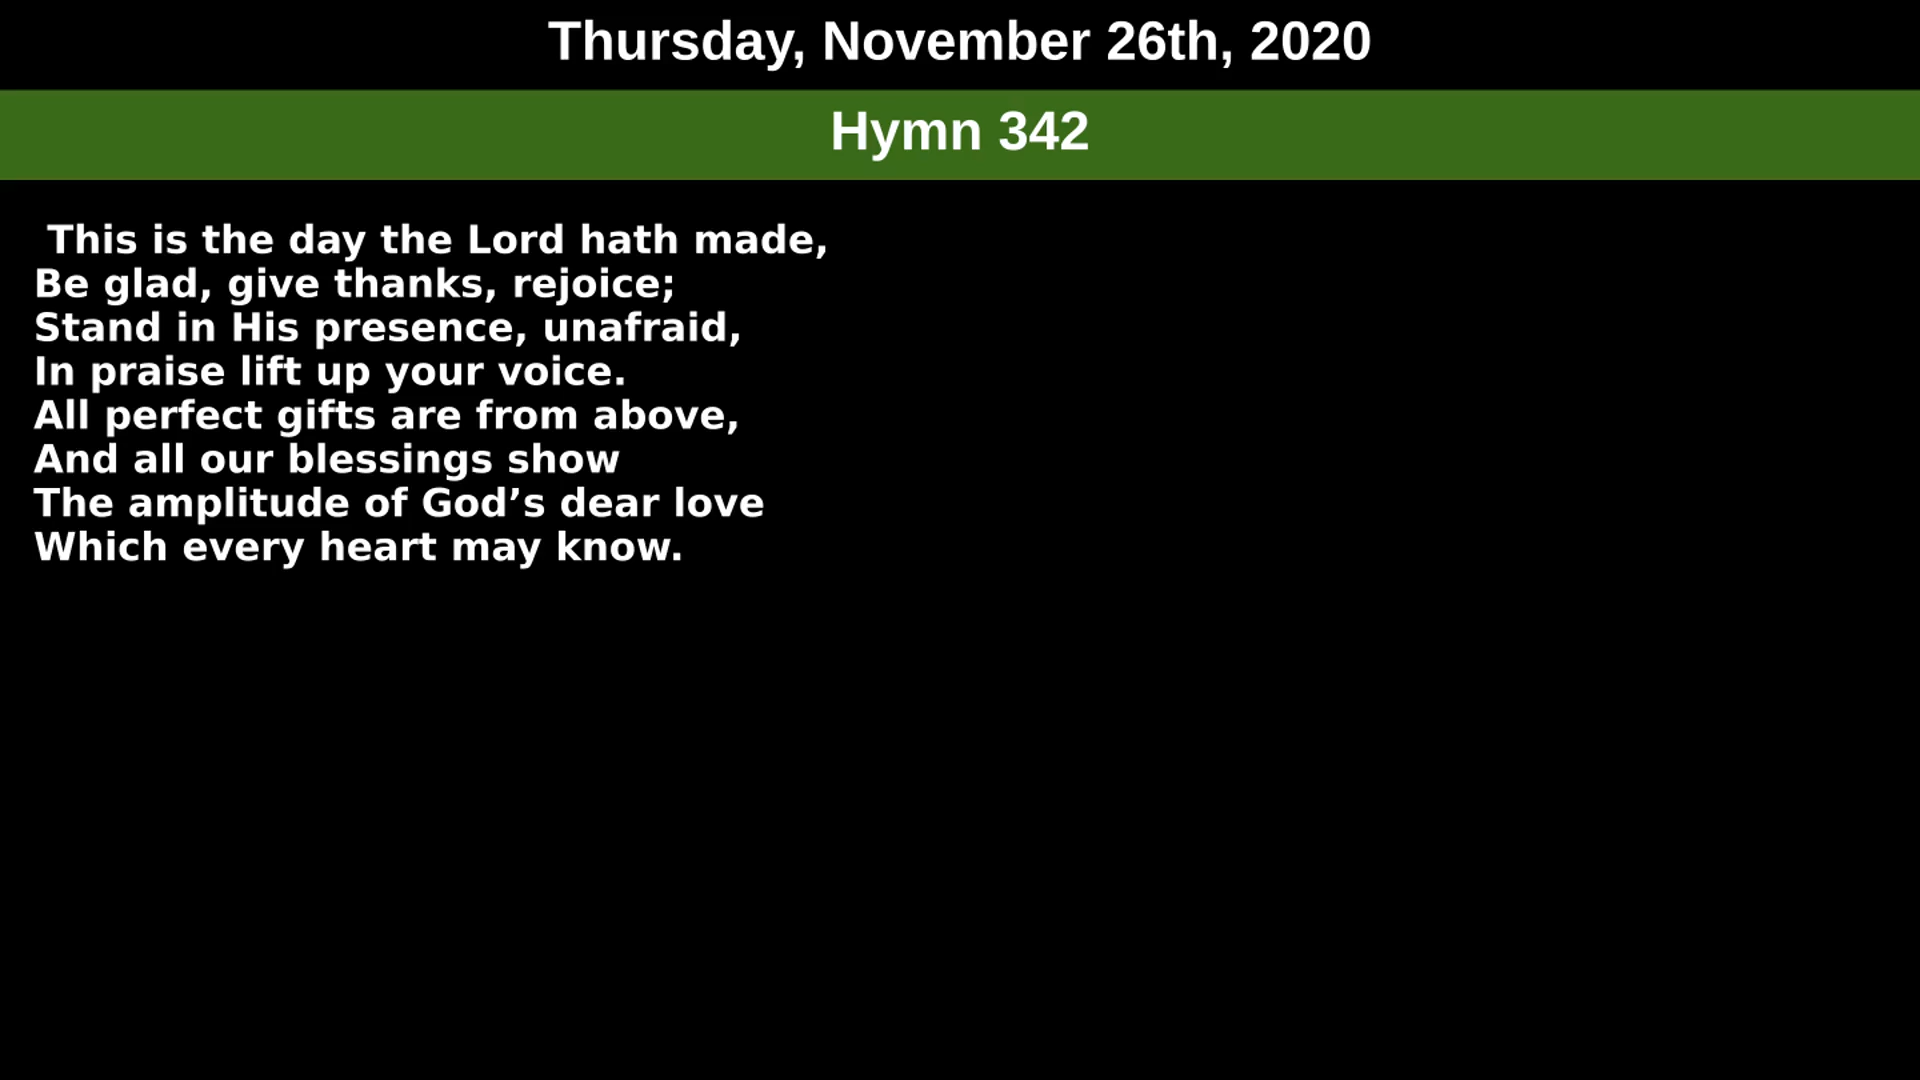 Thursday, November 26th, 2020
Hymn 342
This is the day the Lord hath made,
Be glad, give thanks, rejoice;
Stand in His presence, unafraid,
In praise lift up your voice.
All perfect gifts are from above,
And all our blessings show
The amplitude of God’s dear love
Which every heart may know.